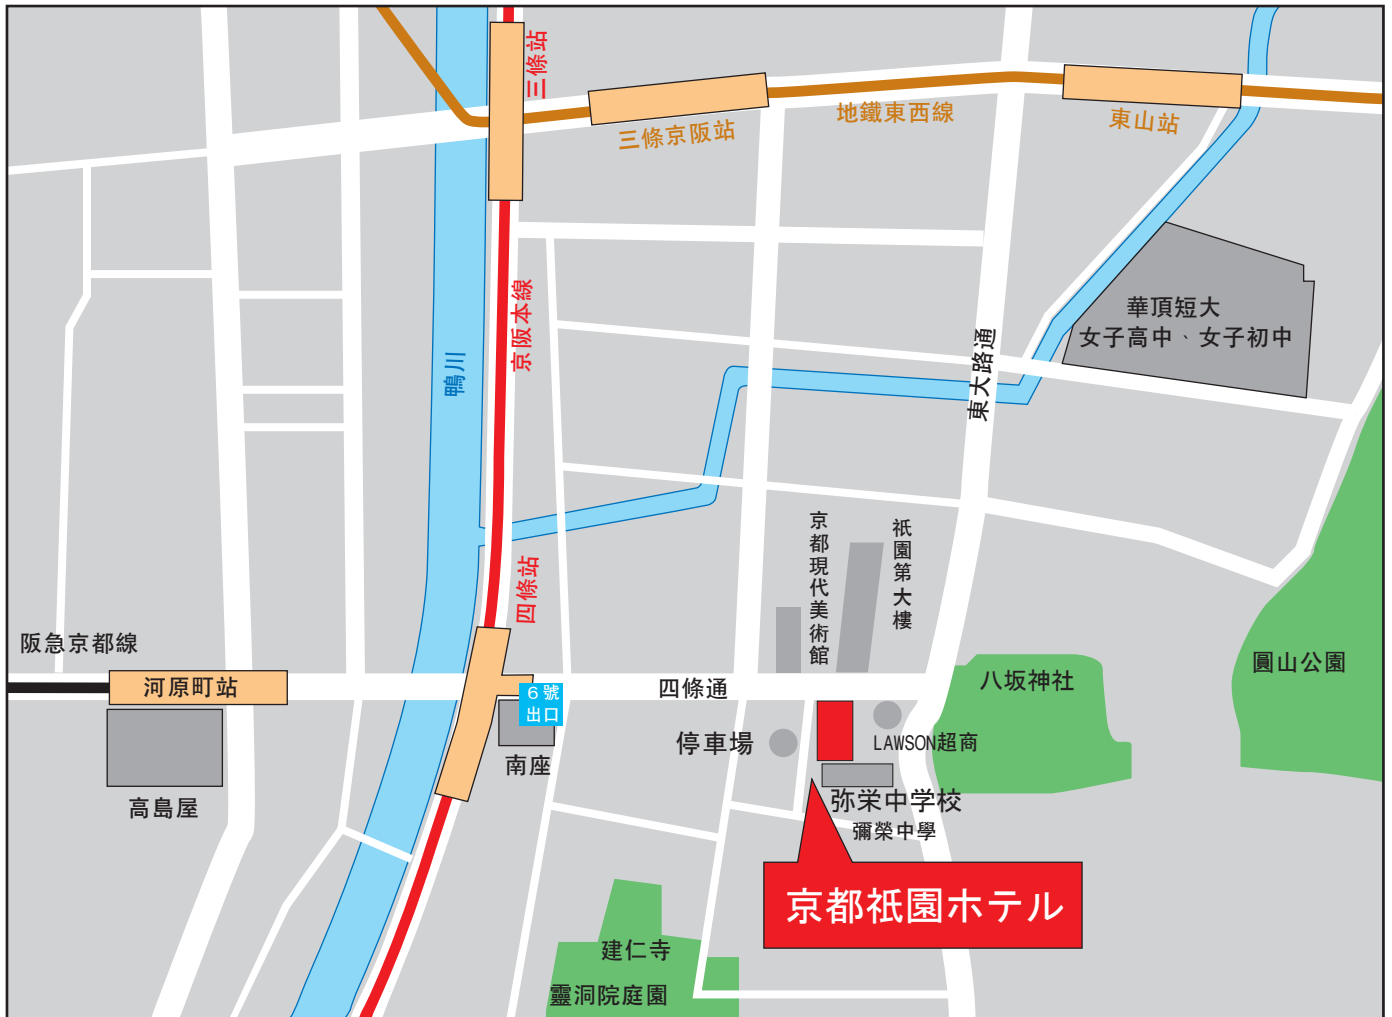 三條站
三條京阪站
地鐵東西線
東山站
京阪本線
鴨川
華頂短大
女子高中、女子初中
東大路通
京都現代美術館
祇園第大樓
四條站
阪急京都線
河原町站
6號
出口
四條通
八坂神社
圓山公園
停車場
LAWSON超商
南座
高島屋
弥栄中学校
彌榮中學
京都祇園ホテル
建仁寺
靈洞院庭園